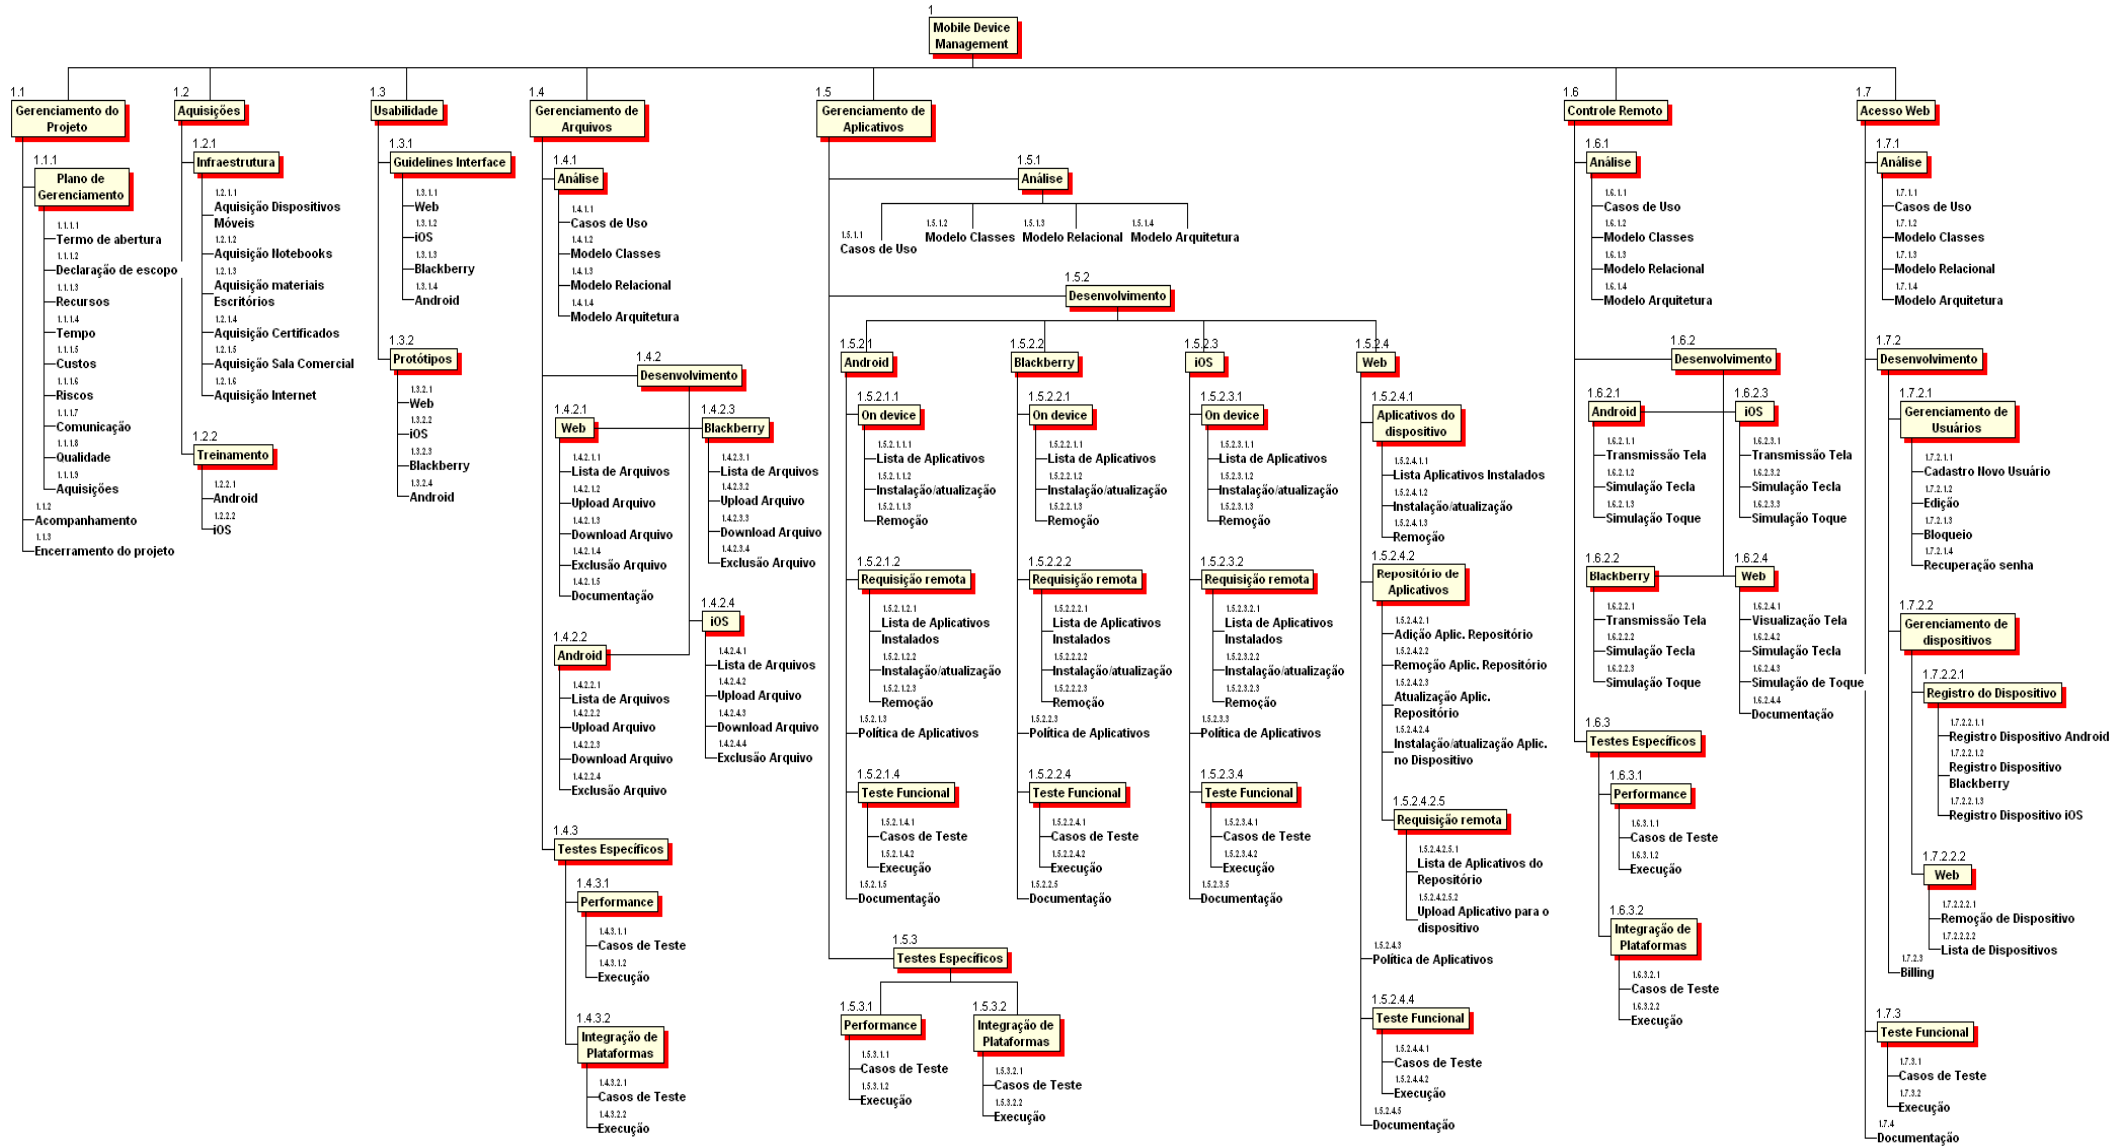 1
Mobile Device
Management
1.1
Gerenciamento do
Projeto
1.1.1
Plano de
Gerenciamento
1.1.1.1
Termo de abertura
1.1.1.2
Declaração de escopo
1.1.1.3
Recursos
1.1.1.4
Tempo
1.1.1.5
Custos
1.1.1.6
Riscos
1.1.1.7
Comunicação
1.1.1.8
Qualidade
1.1.1.9
Aquisições
1.1.2
Acompanhamento
1.1.3
Encerramento do projeto
1.2
Aquisições
1.2.1
Infraestrutura
1.2.1.1
Aquisição Dispositivos
Móveis
1.2.1.2
Aquisição Notebooks
1.2.1.3
Aquisição materiais
Escritórios
1.2.1.4
Aquisição Certificados
1.2.1.5
Aquisição Sala Comercial
1.2.1.6
Aquisição Internet
1.2.2
Treinamento
1.2.2.1
Android
1.2.2.2
iOS
1.3
Usabilidade
1.3.1
Guidelines Interface
1.3.1.1
Web
1.3.1.2
iOS
1.3.1.3
Blackberry
1.3.1.4
Android
1.3.2
Protótipos
1.3.2.1
Web
1.3.2.2
iOS
1.3.2.3
Blackberry
1.3.2.4
Android
1.4
Gerenciamento de
Arquivos
1.4.1
Análise
1.4.1.1
Casos de Uso
1.4.1.2
Modelo Classes
1.4.1.3
Modelo Relacional
1.4.1.4
Modelo Arquitetura
1.4.2
Desenvolvimento
1.4.2.1
Web
1.4.2.1.1
Lista de Arquivos
1.4.2.1.2
Upload Arquivo
1.4.2.1.3
Download Arquivo
1.4.2.1.4
Exclusão Arquivo
1.4.2.1.5
Documentação
1.4.2.2
Android
1.4.2.2.1
Lista de Arquivos
1.4.2.2.2
Upload Arquivo
1.4.2.2.3
Download Arquivo
1.4.2.2.4
Exclusão Arquivo
1.4.2.3
Blackberry
1.4.2.3.1
Lista de Arquivos
1.4.2.3.2
Upload Arquivo
1.4.2.3.3
Download Arquivo
1.4.2.3.4
Exclusão Arquivo
1.4.2.4
iOS
1.4.2.4.1
Lista de Arquivos
1.4.2.4.2
Upload Arquivo
1.4.2.4.3
Download Arquivo
1.4.2.4.4
Exclusão Arquivo
1.4.3
Testes Específicos
1.4.3.1
Performance
1.4.3.1.1
Casos de Teste
1.4.3.1.2
Execução
1.4.3.2
Integração de
Plataformas
1.4.3.2.1
Casos de Teste
1.4.3.2.2
Execução
1.5
Gerenciamento de
Aplicativos
1.5.1
Análise
1.5.1.1
Casos de Uso
1.5.1.2
Modelo Classes
1.5.1.3
Modelo Relacional
1.5.1.4
Modelo Arquitetura
1.5.2
Desenvolvimento
1.5.2.1
Android
1.5.2.1.1
On device
1.5.2.1.1.1
Lista de Aplicativos
1.5.2.1.1.2
Instalação/atualização
1.5.2.1.1.3
Remoção
1.5.2.1.2
Requisição remota
1.5.2.1.2.1
Lista de Aplicativos
Instalados
1.5.2.1.2.2
Instalação/atualização
1.5.2.1.2.3
Remoção
1.5.2.1.3
Política de Aplicativos
1.5.2.1.4
Teste Funcional
1.5.2.1.4.1
Casos de Teste
1.5.2.1.4.2
Execução
1.5.2.1.5
Documentação
1.5.2.2
Blackberry
1.5.2.2.1
On device
1.5.2.2.1.1
Lista de Aplicativos
1.5.2.2.1.2
Instalação/atualização
1.5.2.2.1.3
Remoção
1.5.2.2.2
Requisição remota
1.5.2.2.2.1
Lista de Aplicativos
Instalados
1.5.2.2.2.2
Instalação/atualização
1.5.2.2.2.3
Remoção
1.5.2.2.3
Política de Aplicativos
1.5.2.2.4
Teste Funcional
1.5.2.2.4.1
Casos de Teste
1.5.2.2.4.2
Execução
1.5.2.2.5
Documentação
1.5.2.3
iOS
1.5.2.3.1
On device
1.5.2.3.1.1
Lista de Aplicativos
1.5.2.3.1.2
Instalação/atualização
1.5.2.3.1.3
Remoção
1.5.2.3.2
Requisição remota
1.5.2.3.2.1
Lista de Aplicativos
Instalados
1.5.2.3.2.2
Instalação/atualização
1.5.2.3.2.3
Remoção
1.5.2.3.3
Política de Aplicativos
1.5.2.3.4
Teste Funcional
1.5.2.3.4.1
Casos de Teste
1.5.2.3.4.2
Execução
1.5.2.3.5
Documentação
1.5.2.4
Web
1.5.2.4.1
Aplicativos do
dispositivo
1.5.2.4.1.1
Lista Aplicativos Instalados
1.5.2.4.1.2
Instalação/atualização
1.5.2.4.1.3
Remoção
1.5.2.4.2
Repositório de
Aplicativos
1.5.2.4.2.1
Adição Aplic. Repositório
1.5.2.4.2.2
Remoção Aplic. Repositório
1.5.2.4.2.3
Atualização Aplic.
Repositório
1.5.2.4.2.4
Instalação/atualização Aplic.
no Dispositivo
1.5.2.4.2.5
Requisição remota
1.5.2.4.2.5.1
Lista de Aplicativos do
Repositório
1.5.2.4.2.5.2
Upload Aplicativo para o
dispositivo
1.5.2.4.3
Política de Aplicativos
1.5.2.4.4
Teste Funcional
1.5.2.4.4.1
Casos de Teste
1.5.2.4.4.2
Execução
1.5.2.4.5
Documentação
1.5.3
Testes Específicos
1.5.3.1
Performance
1.5.3.1.1
Casos de Teste
1.5.3.1.2
Execução
1.5.3.2
Integração de
Plataformas
1.5.3.2.1
Casos de Teste
1.5.3.2.2
Execução
1.6
Controle Remoto
1.6.1
Análise
1.6.1.1
Casos de Uso
1.6.1.2
Modelo Classes
1.6.1.3
Modelo Relacional
1.6.1.4
Modelo Arquitetura
1.6.2
Desenvolvimento
1.6.2.1
Android
1.6.2.1.1
Transmissão Tela
1.6.2.1.2
Simulação Tecla
1.6.2.1.3
Simulação Toque
1.6.2.2
Blackberry
1.6.2.2.1
Transmissão Tela
1.6.2.2.2
Simulação Tecla
1.6.2.2.3
Simulação Toque
1.6.2.3
iOS
1.6.2.3.1
Transmissão Tela
1.6.2.3.2
Simulação Tecla
1.6.2.3.3
Simulação Toque
1.6.2.4
Web
1.6.2.4.1
Visualização Tela
1.6.2.4.2
Simulação Tecla
1.6.2.4.3
Simulação de Toque
1.6.2.4.4
Documentação
1.6.3
Testes Específicos
1.6.3.1
Performance
1.6.3.1.1
Casos de Teste
1.6.3.1.2
Execução
1.6.3.2
Integração de
Plataformas
1.6.3.2.1
Casos de Teste
1.6.3.2.2
Execução
1.7
Acesso Web
1.7.1
Análise
1.7.1.1
Casos de Uso
1.7.1.2
Modelo Classes
1.7.1.3
Modelo Relacional
1.7.1.4
Modelo Arquitetura
1.7.2
Desenvolvimento
1.7.2.1
Gerenciamento de
Usuários
1.7.2.1.1
Cadastro Novo Usuário
1.7.2.1.2
Edição
1.7.2.1.3
Bloqueio
1.7.2.1.4
Recuperação senha
1.7.2.2
Gerenciamento de
dispositivos
1.7.2.2.1
Registro do Dispositivo
1.7.2.2.1.1
Registro Dispositivo Android
1.7.2.2.1.2
Registro Dispositivo
Blackberry
1.7.2.2.1.3
Registro Dispositivo iOS
1.7.2.2.2
Web
1.7.2.2.2.1
Remoção de Dispositivo
1.7.2.2.2.2
Lista de Dispositivos
1.7.2.3
Billing
1.7.3
Teste Funcional
1.7.3.1
Casos de Teste
1.7.3.2
Execução
1.7.4
Documentação